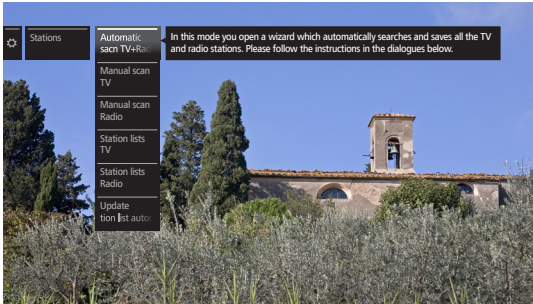 Stations
Automatic
sacn TV+Rad
In this mode you open a wizard which automatically searches and saves all the TV
and radio stations. Please follow the instructions in the dialogues below.
Manual scan
TV
Manual scan
Radio
Station lists
TV
Station lists
Radio
Update
tion list autom